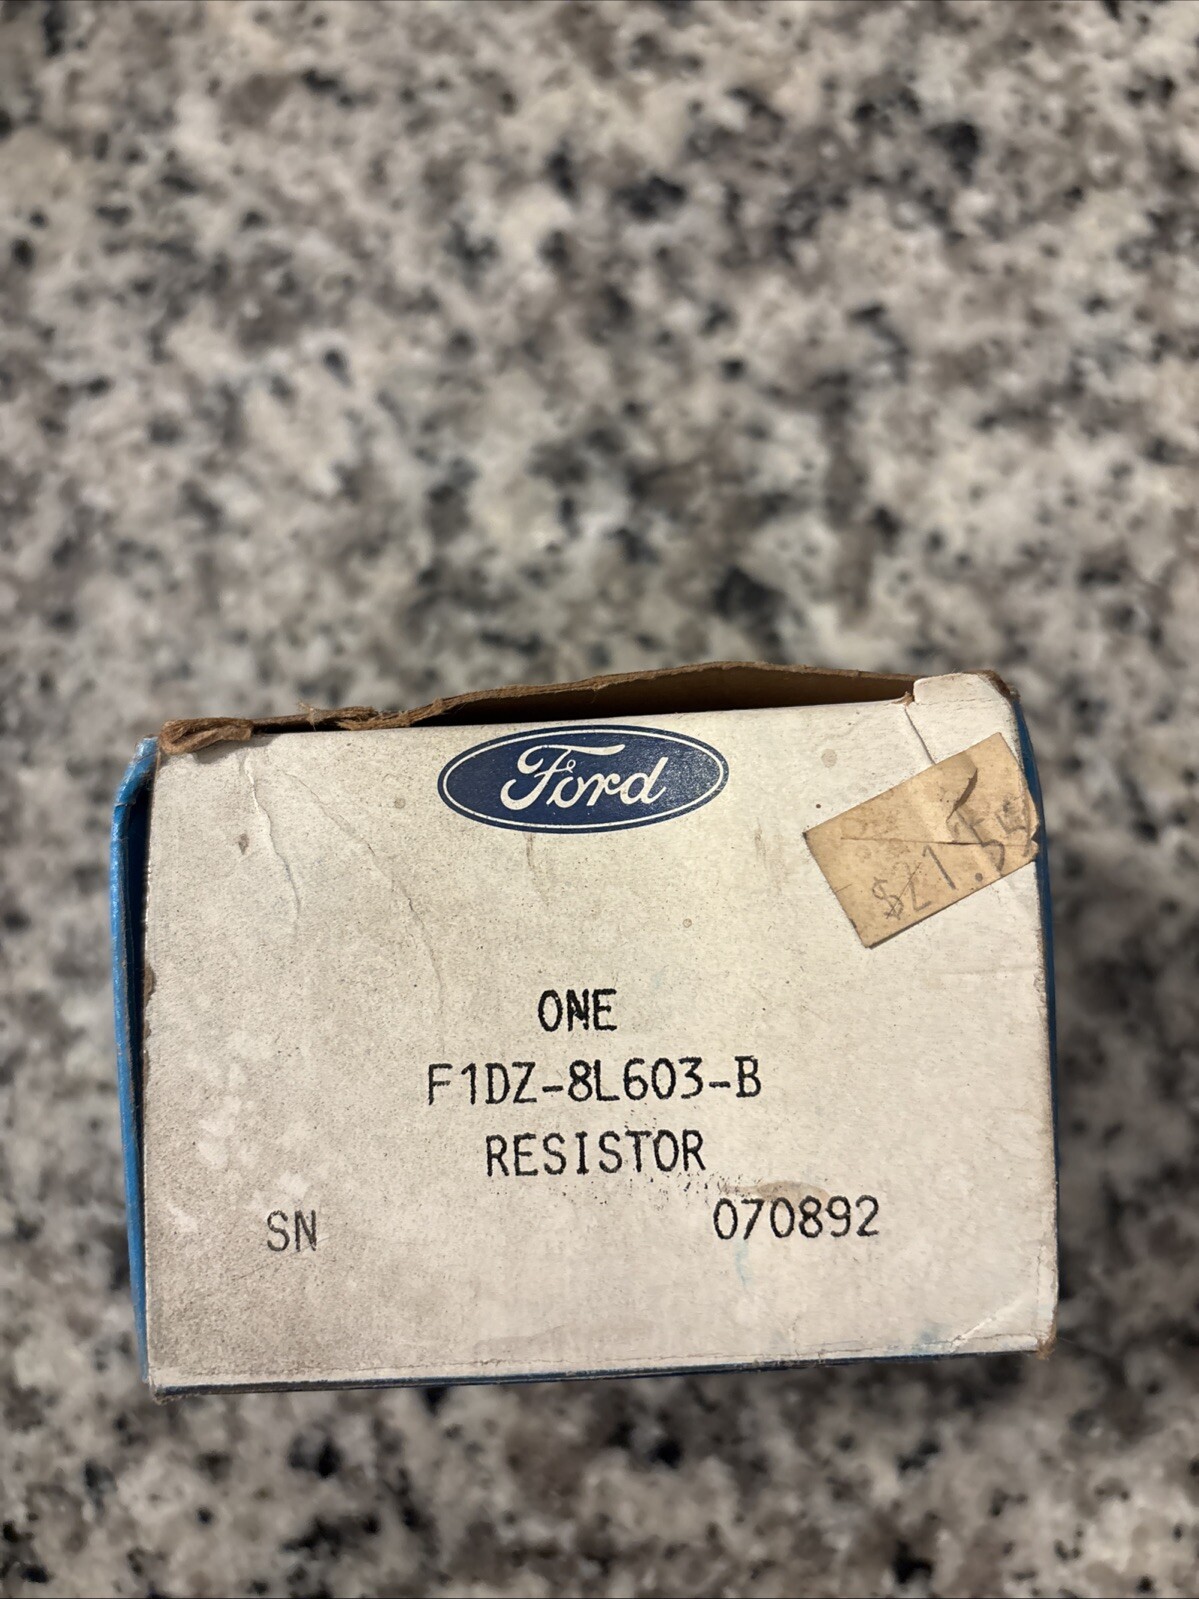 Ford
ONE
F1DZ-8L603-B
RESISTOR
SN 070892